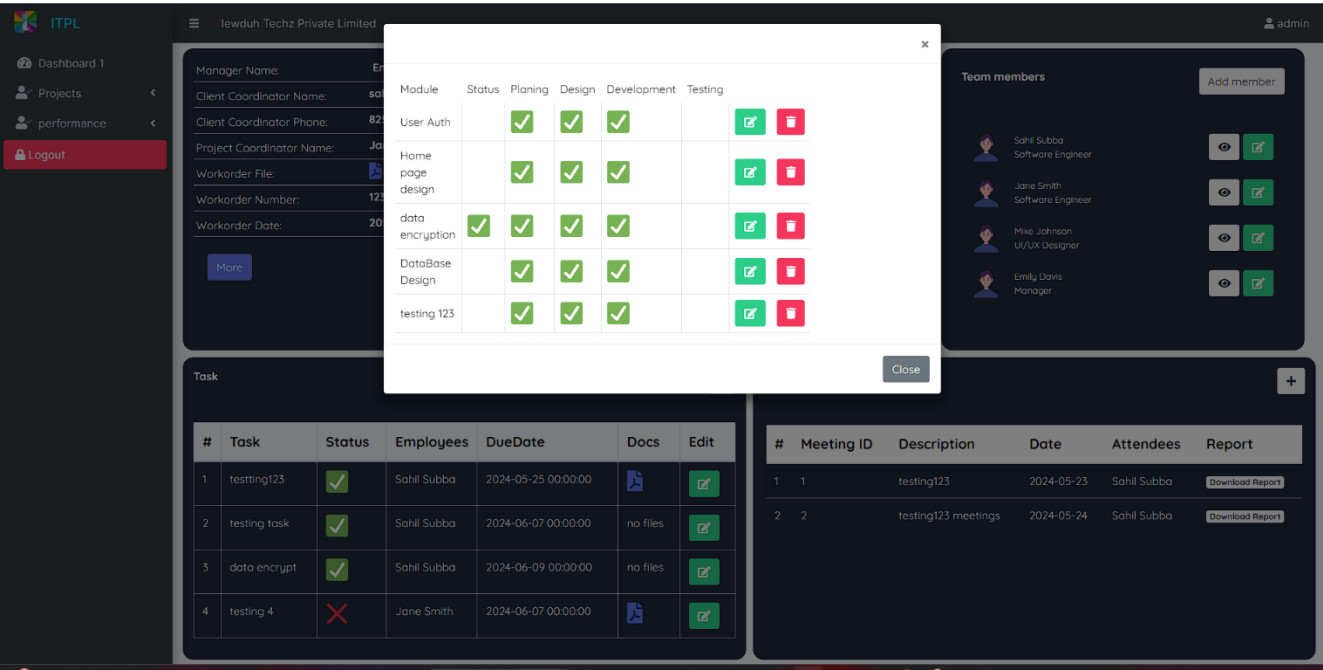 ITPL
lewduh Techz Private Limited
admin
Dashboard 1
Projects
performance
Logout
Manager Name:
Client Coordinator Name:
Client Coordinator Phone:
Project Coordinator Name:
Workorder File:
Workorder Number:
Workorder Date:
More
×
Module Status Planing Design Development Testing
User Auth
Home
page
design
data
encryption
DataBase
Design
testing 123
Close
Team members
Add member
Sahil Subba
Software Engineer
Jane Smith
Software Engineer
Mike Johnson
UI/UX Designer
Emily Davis
Manager
Task
# Task Status Employees DueDate Docs Edit
1 testting123 Sahil Subba 2024-05-25 00:00:00
2 testing task Sahil Subba 2024-06-07 00:00:00 no files
3 data encrypt Sahil Subba 2024-06-09 00:00:00 no files
4 testing 4 Jane Smith 2024-06-07 00:00:00
+
# Meeting ID Description Date Attendees Report
1 1 testing123 2024-05-23 Sahil Subba Download Report
2 2 testing123 meetings 2024-05-24 Sahil Subba Download Report